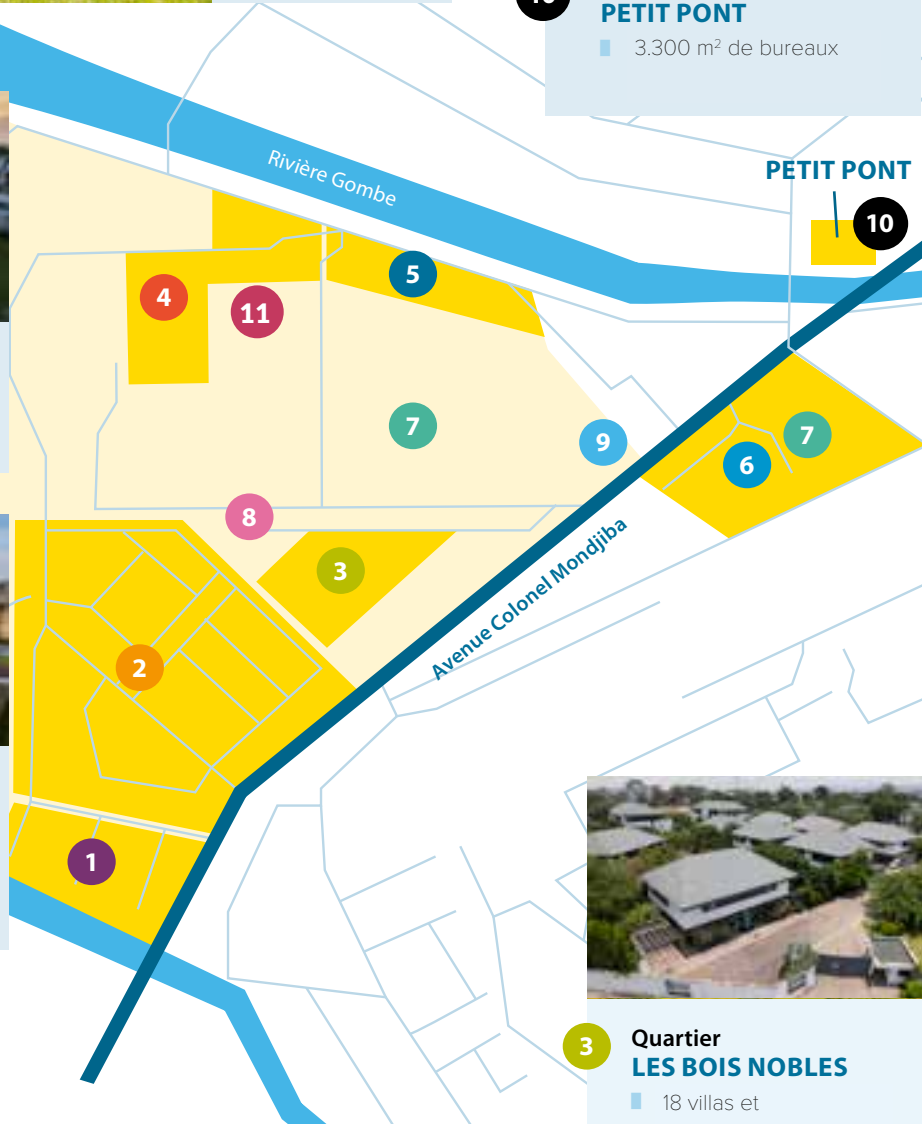 PETIT PONT
3.300 m² de bureaux
Rivière Gombe
PETIT PONT
10
5
4
11
7
9
7
6
8
3
Avenue Colonel Mondjiba
2
1
3
Quartier
LES BOIS NOBLES
18 villas et